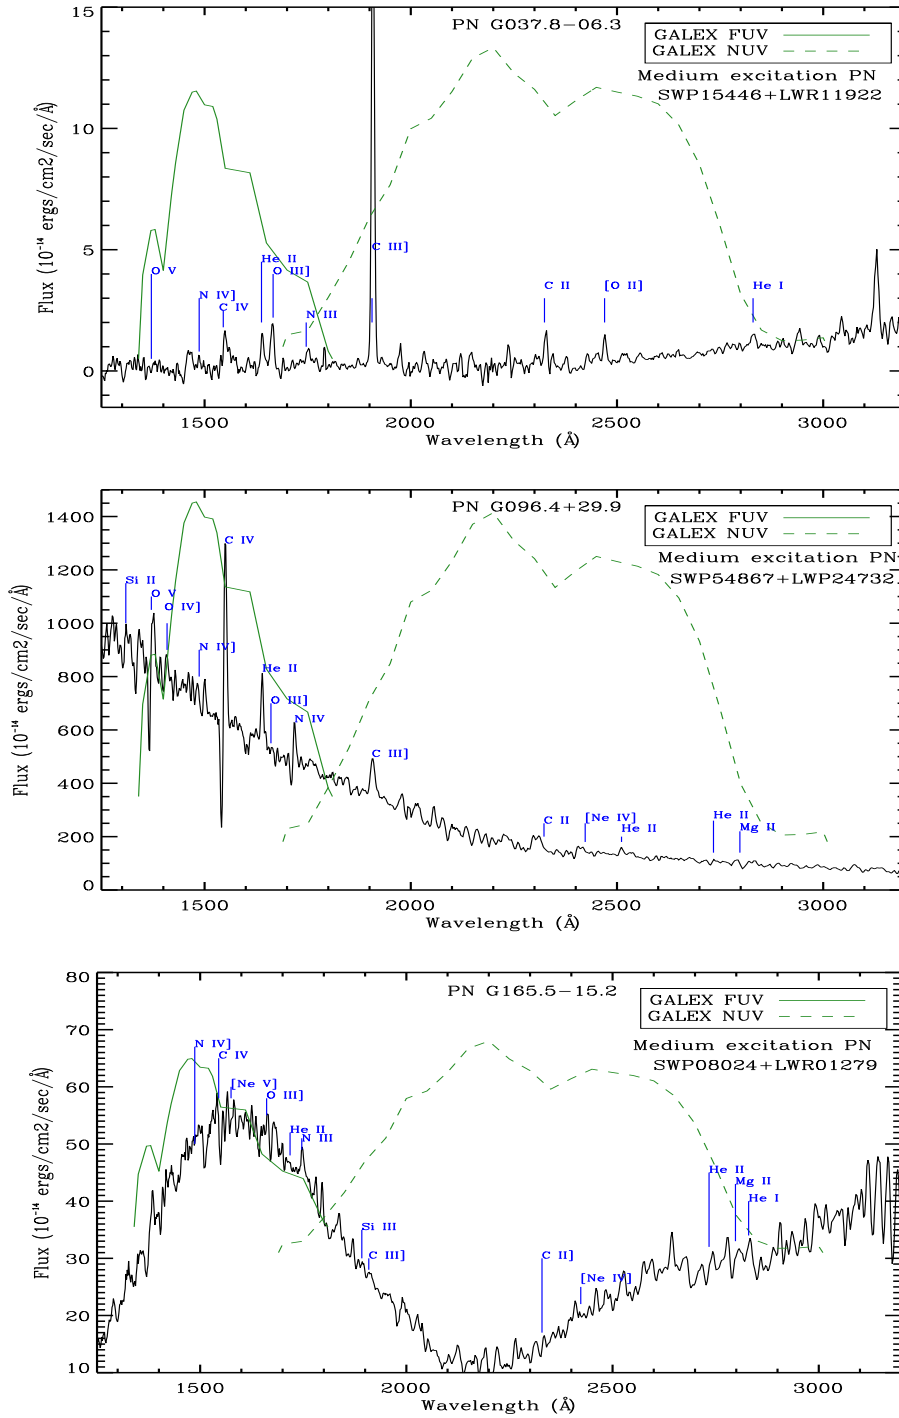 PN G037.8−06.3
GALEX FUV
GALEX NUV
Medium excitation PN
SWP15446+LWR11922
15
10
5
0
Flux (10⁻¹⁴ ergs/cm2/sec/Å)
O V
N IV]
C IV
He II
O III]
N III
C III]
C II
[O II]
He I
1500
2000
2500
3000
Wavelength (Å)
PN G096.4+29.9
GALEX FUV
GALEX NUV
Medium excitation PN
SWP54867+LWP24732
1400
1200
1000
800
600
400
200
0
Flux (10⁻¹⁴ ergs/cm2/sec/Å)
Si II
O V
O IV]
N IV]
C IV
He II
O III]
N IV
C III]
C II
[Ne IV]
He II
He II
Mg II
1500
2000
2500
3000
Wavelength (Å)
PN G165.5−15.2
GALEX FUV
GALEX NUV
Medium excitation PN
SWP08024+LWR01279
80
70
60
50
40
30
20
10
Flux (10⁻¹⁴ ergs/cm2/sec/Å)
N IV]
C IV
[Ne V]
O III]
He II
N III
Si III
C III]
C II]
[Ne IV]
He II
Mg II
He I
1500
2000
2500
3000
Wavelength (Å)